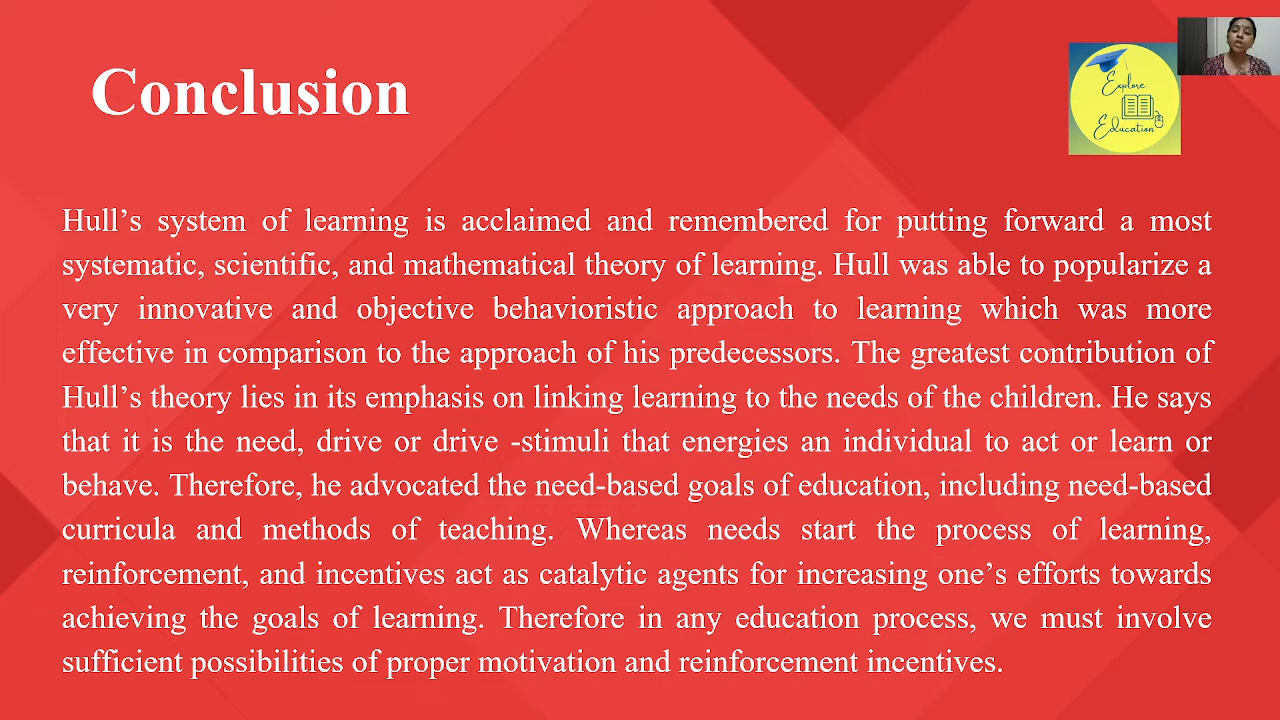 Conclusion
Explore
Education
Hull’s system of learning is acclaimed and remembered for putting forward a most
systematic, scientific, and mathematical theory of learning. Hull was able to popularize a
very innovative and objective behavioristic approach to learning which was more
effective in comparison to the approach of his predecessors. The greatest contribution of
Hull’s theory lies in its emphasis on linking learning to the needs of the children. He says
that it is the need, drive or drive -stimuli that energies an individual to act or learn or
behave. Therefore, he advocated the need-based goals of education, including need-based
curricula and methods of teaching. Whereas needs start the process of learning,
reinforcement, and incentives act as catalytic agents for increasing one’s efforts towards
achieving the goals of learning. Therefore in any education process, we must involve
sufficient possibilities of proper motivation and reinforcement incentives.